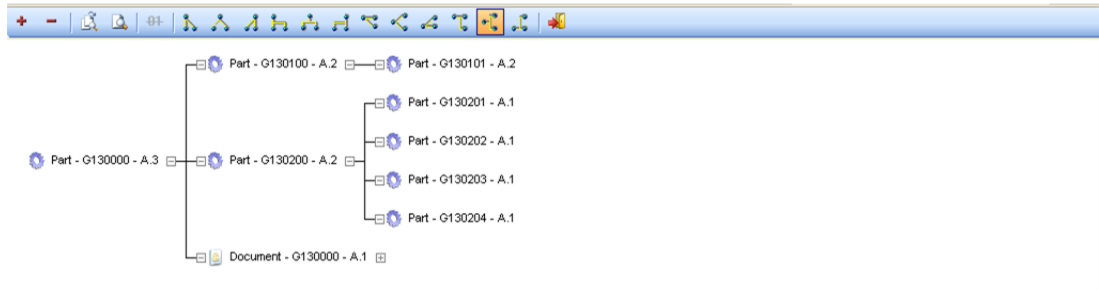 Part - G130100 - A.2
Part - G130101 - A.2
Part - G130201 - A.1
Part - G130202 - A.1
Part - G130000 - A.3
Part - G130200 - A.2
Part - G130203 - A.1
Part - G130204 - A.1
Document - G130000 - A.1